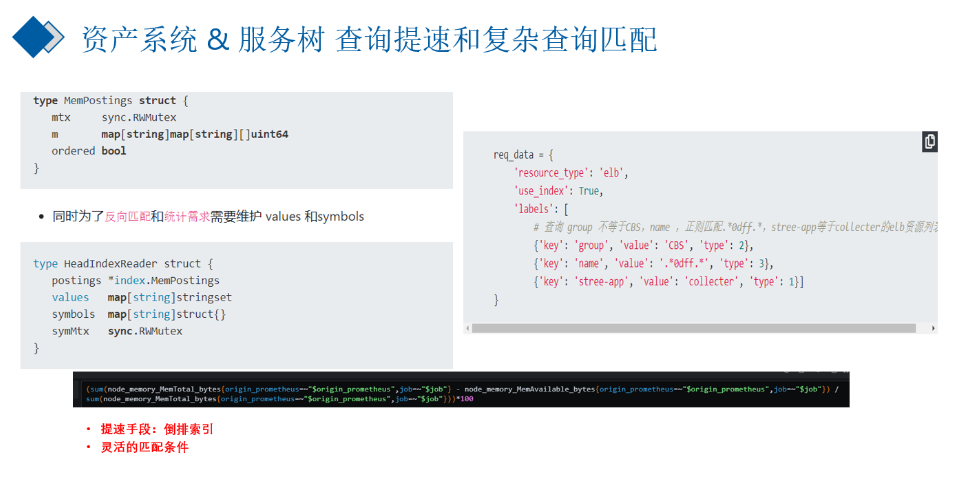 资产系统 & 服务树 查询提速和复杂查询匹配
type MemPostings struct {
mtx sync.RWMutex
m map[string]map[string][]uint64
ordered bool
}
• 同时为了反向匹配和统计需求需要维护 values 和symbols
type HeadIndexReader struct {
postings *index.MemPostings
values map[string]stringset
symbols map[string]struct{}
symMtx sync.RWMutex
}
req_data = {
'resource_type': 'elb',
'use_index': True,
'labels': [
# 查询 group 不等于CBS，name ，正则匹配.*0dff.*，stree-app等于collecter的elb资源列表
{'key': 'group', 'value': 'CBS', 'type': 2},
{'key': 'name', 'value': '.*0dff.*', 'type': 3},
{'key': 'stree-app', 'value': 'collecter', 'type': 1}]
}
(sum(node_memory_MemTotal_bytes{origin_prometheus=~"$origin_prometheus",job=~"$job"} - node_memory_MemAvailable_bytes{origin_prometheus=~"$origin_prometheus",job=~"$job"}) /
sum(node_memory_MemTotal_bytes{origin_prometheus=~"$origin_prometheus",job=~"$job"}))*100
• 提速手段：倒排索引
• 灵活的匹配条件